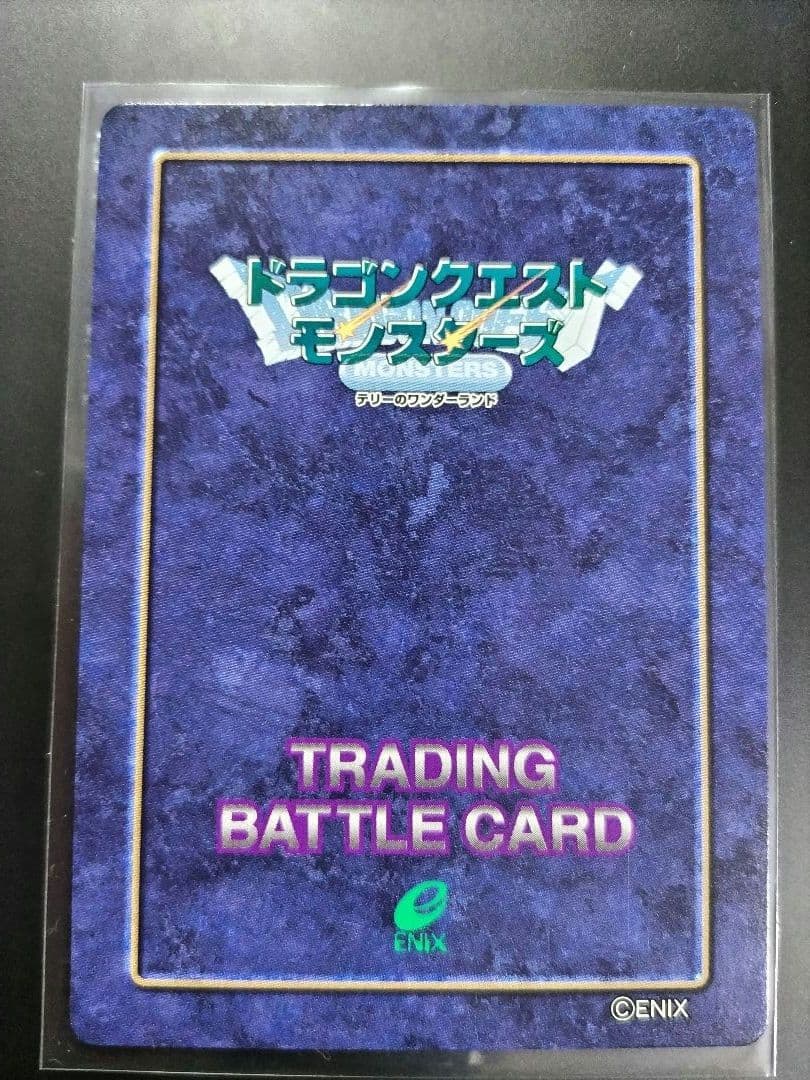 ドラゴンクエスト
モンスターズ
MONSTERS
テリーのワンダーランド
TRADING
BATTLE CARD
ENIX
©ENIX